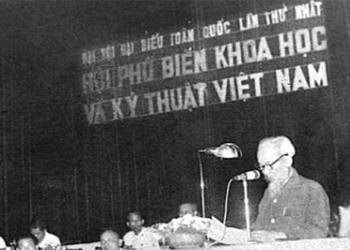 ĐẠI HỘI ĐẠI BIỂU TOÀN QUỐC LẦN THỨ NHẤT
HỘI PHỔ BIẾN KHOA HỌC
VÀ KỸ THUẬT VIỆT NAM